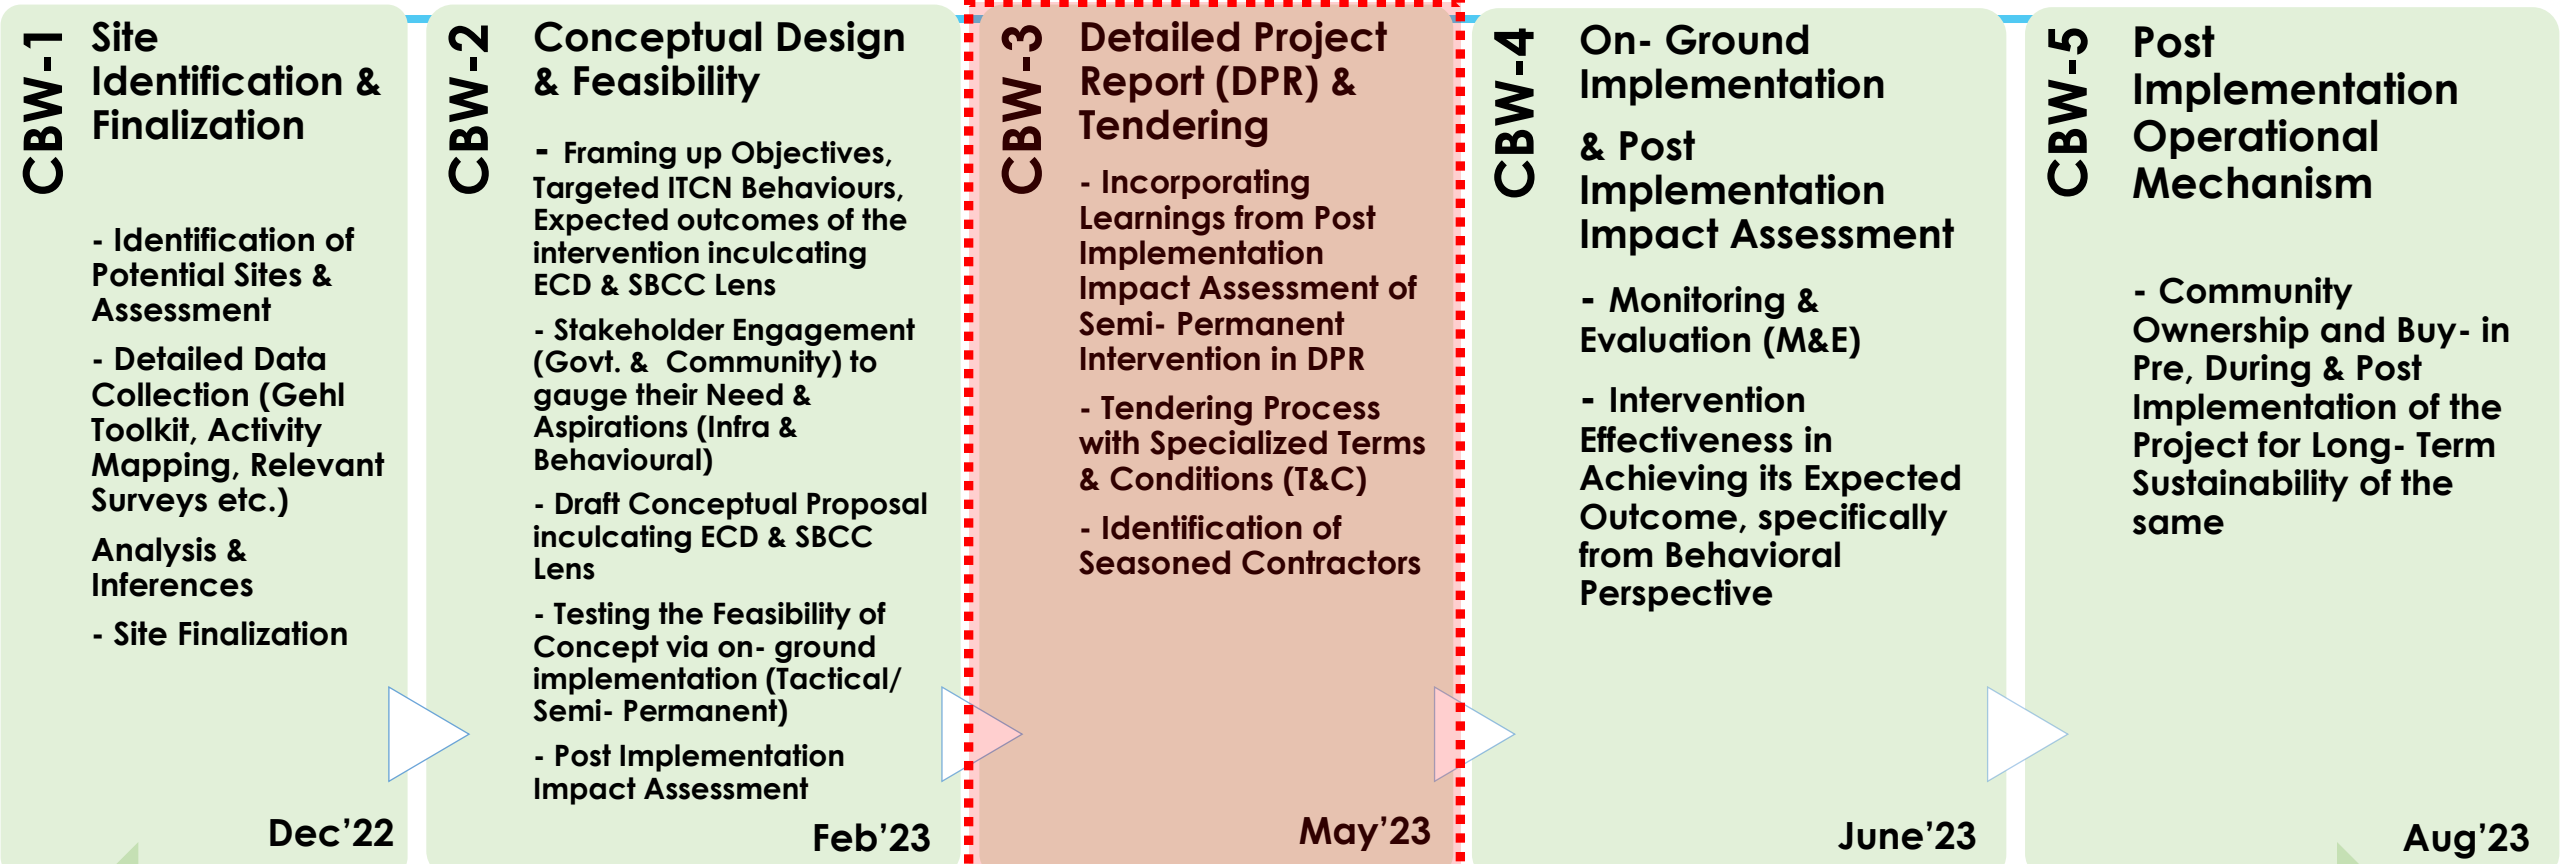 CBW-1
Site
Identification &
Finalization
- Identification of
Potential Sites &
Assessment
- Detailed Data
Collection (Gehl
Toolkit, Activity
Mapping, Relevant
Surveys etc.)
Analysis &
Inferences
- Site Finalization
Dec’22
CBW-2
Conceptual Design
& Feasibility
- Framing up Objectives,
Targeted ITCN Behaviours,
Expected outcomes of the
intervention inculcating
ECD & SBCC Lens
- Stakeholder Engagement
(Govt. & Community) to
gauge their Need &
Aspirations (Infra &
Behavioural)
- Draft Conceptual Proposal
inculcating ECD & SBCC
Lens
- Testing the Feasibility of
Concept via on- ground
implementation (Tactical/
Semi- Permanent)
- Post Implementation
Impact Assessment
Feb’23
CBW-3
Detailed Project
Report (DPR) &
Tendering
- Incorporating
Learnings from Post
Implementation
Impact Assessment of
Semi- Permanent
Intervention in DPR
- Tendering Process
with Specialized Terms
& Conditions (T&C)
- Identification of
Seasoned Contractors
May’23
CBW-4
On- Ground
Implementation
& Post
Implementation
Impact Assessment
- Monitoring &
Evaluation (M&E)
- Intervention
Effectiveness in
Achieving its Expected
Outcome, specifically
from Behavioral
Perspective
June’23
CBW-5
Post
Implementation
Operational
Mechanism
- Community
Ownership and Buy- in
Pre, During & Post
Implementation of the
Project for Long- Term
Sustainability of the
same
Aug’23